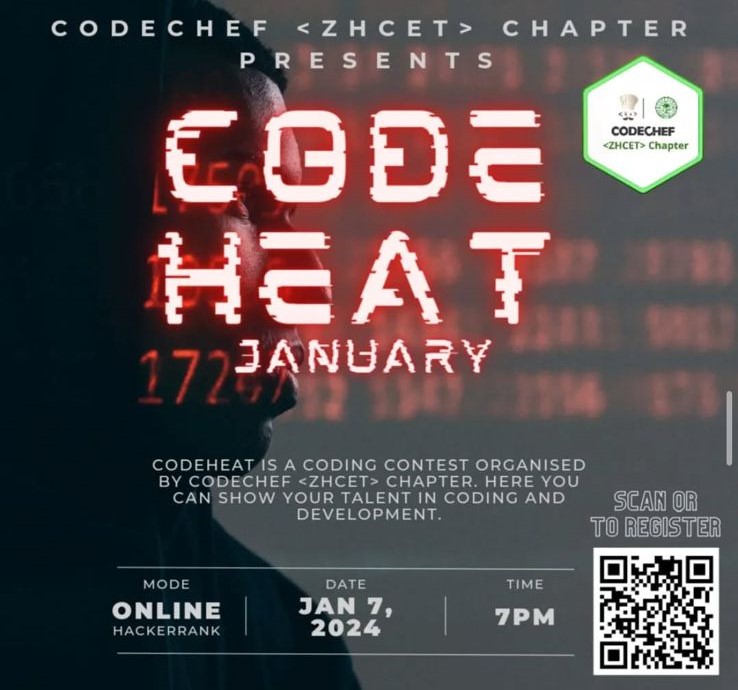 CODECHEF <ZHCET> CHAPTER
PRESENTS
CODECHEF
<ZHCET> Chapter
CODE
HEAT
JANUARY
17267
CODEHEAT IS A CODING CONTEST ORGANISED
BY CODECHEF <ZHCET> CHAPTER. HERE YOU
CAN SHOW YOUR TALENT IN CODING AND
DEVELOPMENT.
SCAN OR
TO REGISTER
MODE
ONLINE
HACKERRANK
DATE
JAN 7,
2024
TIME
7PM